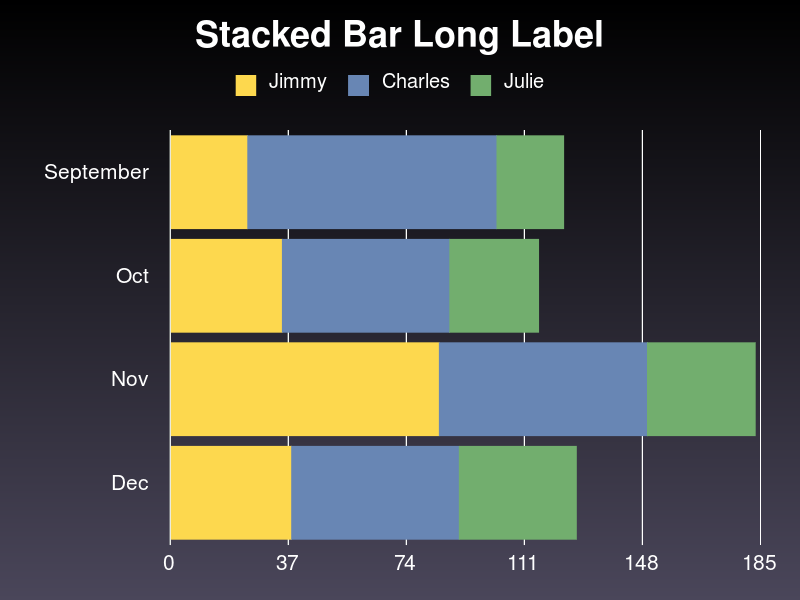 Stacked Bar Long Label
Jimmy Charles Julie
September
Oct
Nov
Dec
0 37 74 111 148 185